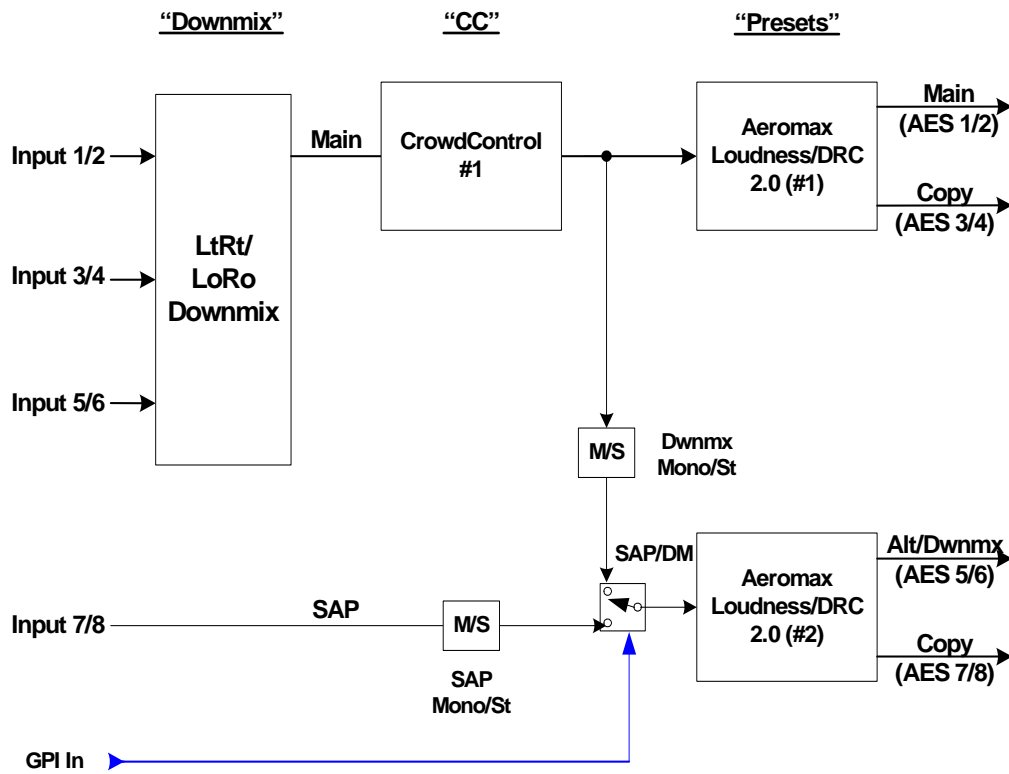 “Downmix”
“CC”
“Presets”
Input 1/2
Input 3/4
Input 5/6
LtRt/
LoRo
Downmix
Main
CrowdControl
#1
Aeromax
Loudness/DRC
2.0 (#1)
Main
(AES 1/2)
Copy
(AES 3/4)
M/S
Dwnmx
Mono/St
SAP/DM
Input 7/8
SAP
M/S
SAP
Mono/St
Aeromax
Loudness/DRC
2.0 (#2)
Alt/Dwnmx
(AES 5/6)
Copy
(AES 7/8)
GPI In